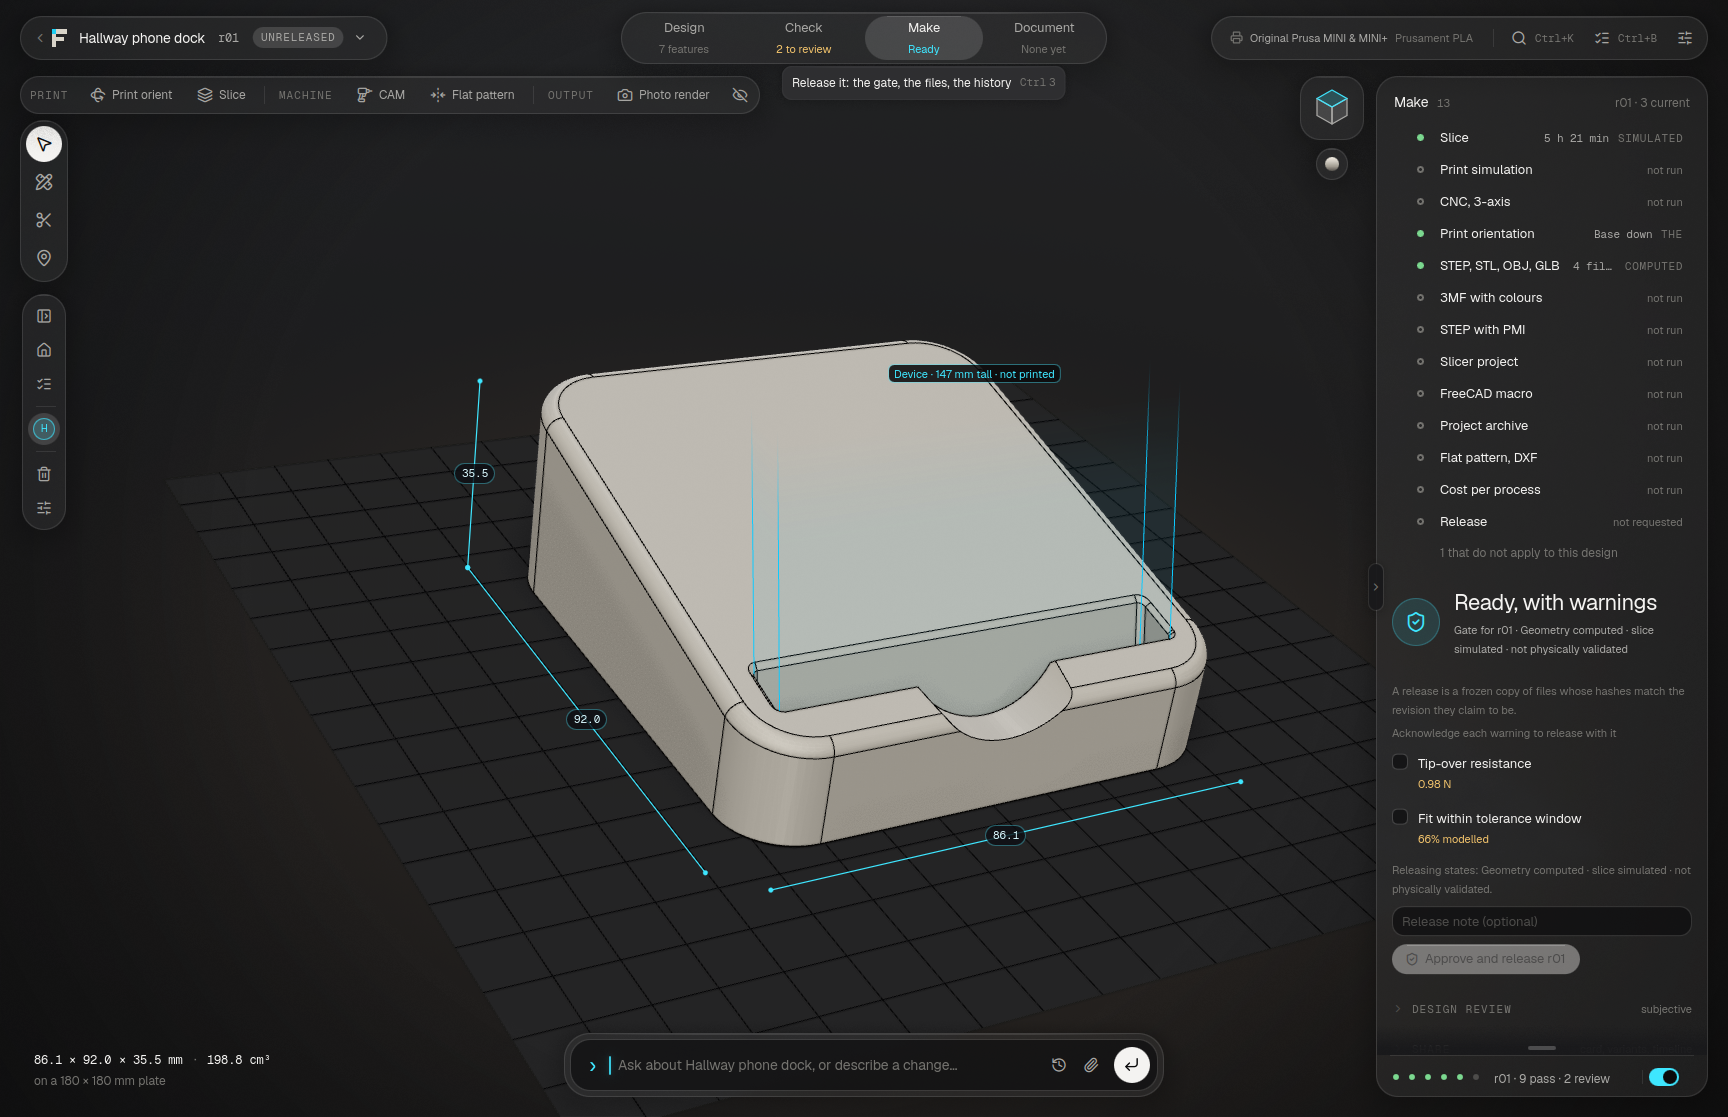 Hallway phone dock r01 UNRELEASED
Design
7 features
Check
2 to review
Make
Ready
Document
None yet
Original Prusa MINI & MINI+ Prusament PLA
Ctrl+K
Ctrl+B
Release it: the gate, the files, the history Ctrl 3
PRINT Print orient Slice MACHINE CAM Flat pattern OUTPUT Photo render
H
Device · 147 mm tall · not printed
35.5
92.0
86.1
Make 13 r01 · 3 current
Slice 5 h 21 min SIMULATED
Print simulation not run
CNC, 3-axis not run
Print orientation Base down THE
STEP, STL, OBJ, GLB 4 fil… COMPUTED
3MF with colours not run
STEP with PMI not run
Slicer project not run
FreeCAD macro not run
Project archive not run
Flat pattern, DXF not run
Cost per process not run
Release not requested
1 that do not apply to this design
Ready, with warnings
Gate for r01 · Geometry computed · slice
simulated · not physically validated
A release is a frozen copy of files whose hashes match the
revision they claim to be.
Acknowledge each warning to release with it
Tip-over resistance
0.98 N
Fit within tolerance window
66% modelled
Releasing states: Geometry computed · slice simulated · not
physically validated.
Release note (optional)
Approve and release r01
DESIGN REVIEW subjective
r01 · 9 pass · 2 review
86.1 × 92.0 × 35.5 mm · 198.8 cm³
on a 180 × 180 mm plate
Ask about Hallway phone dock, or describe a change…